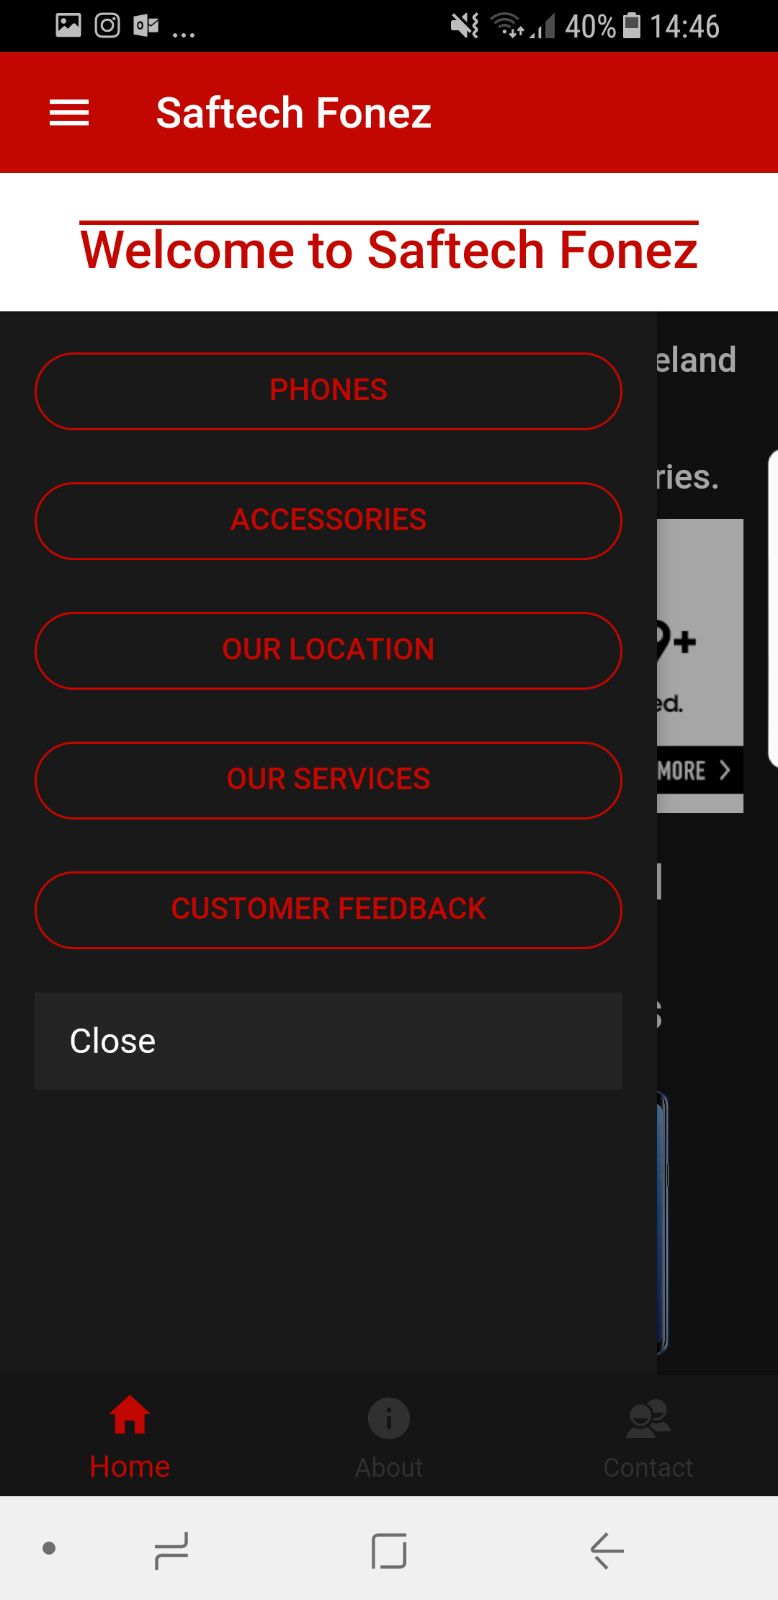 ... 40% 14:46
Saftech Fonez
Welcome to Saftech Fonez
eland
PHONES
ries.
ACCESSORIES
9+
OUR LOCATION
ed.
MORE >
OUR SERVICES
CUSTOMER FEEDBACK
Close
Home About Contact